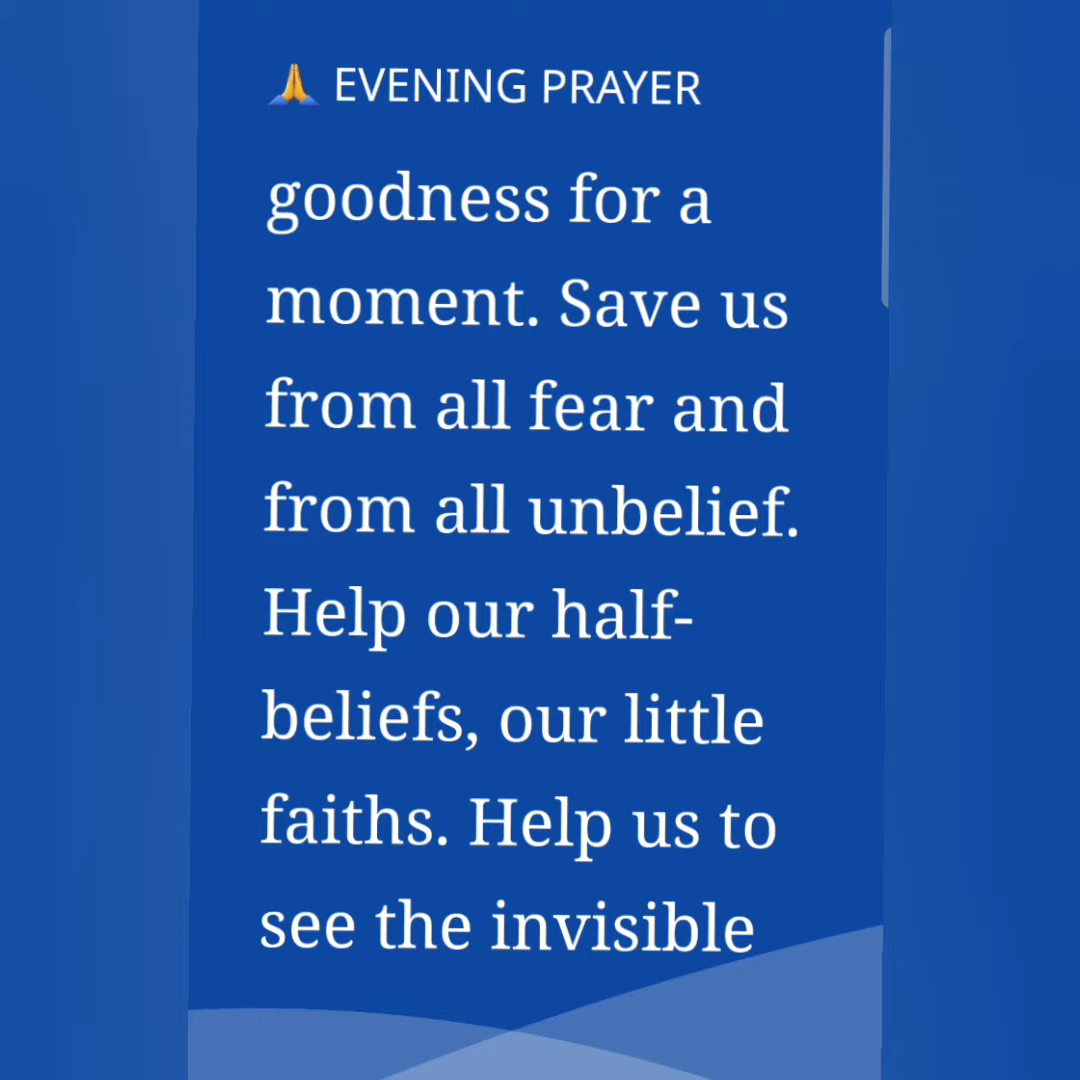 🙏 EVENING PRAYER
goodness for a
moment. Save us
from all fear and
from all unbelief.
Help our half-
beliefs, our little
faiths. Help us to
see the invisible